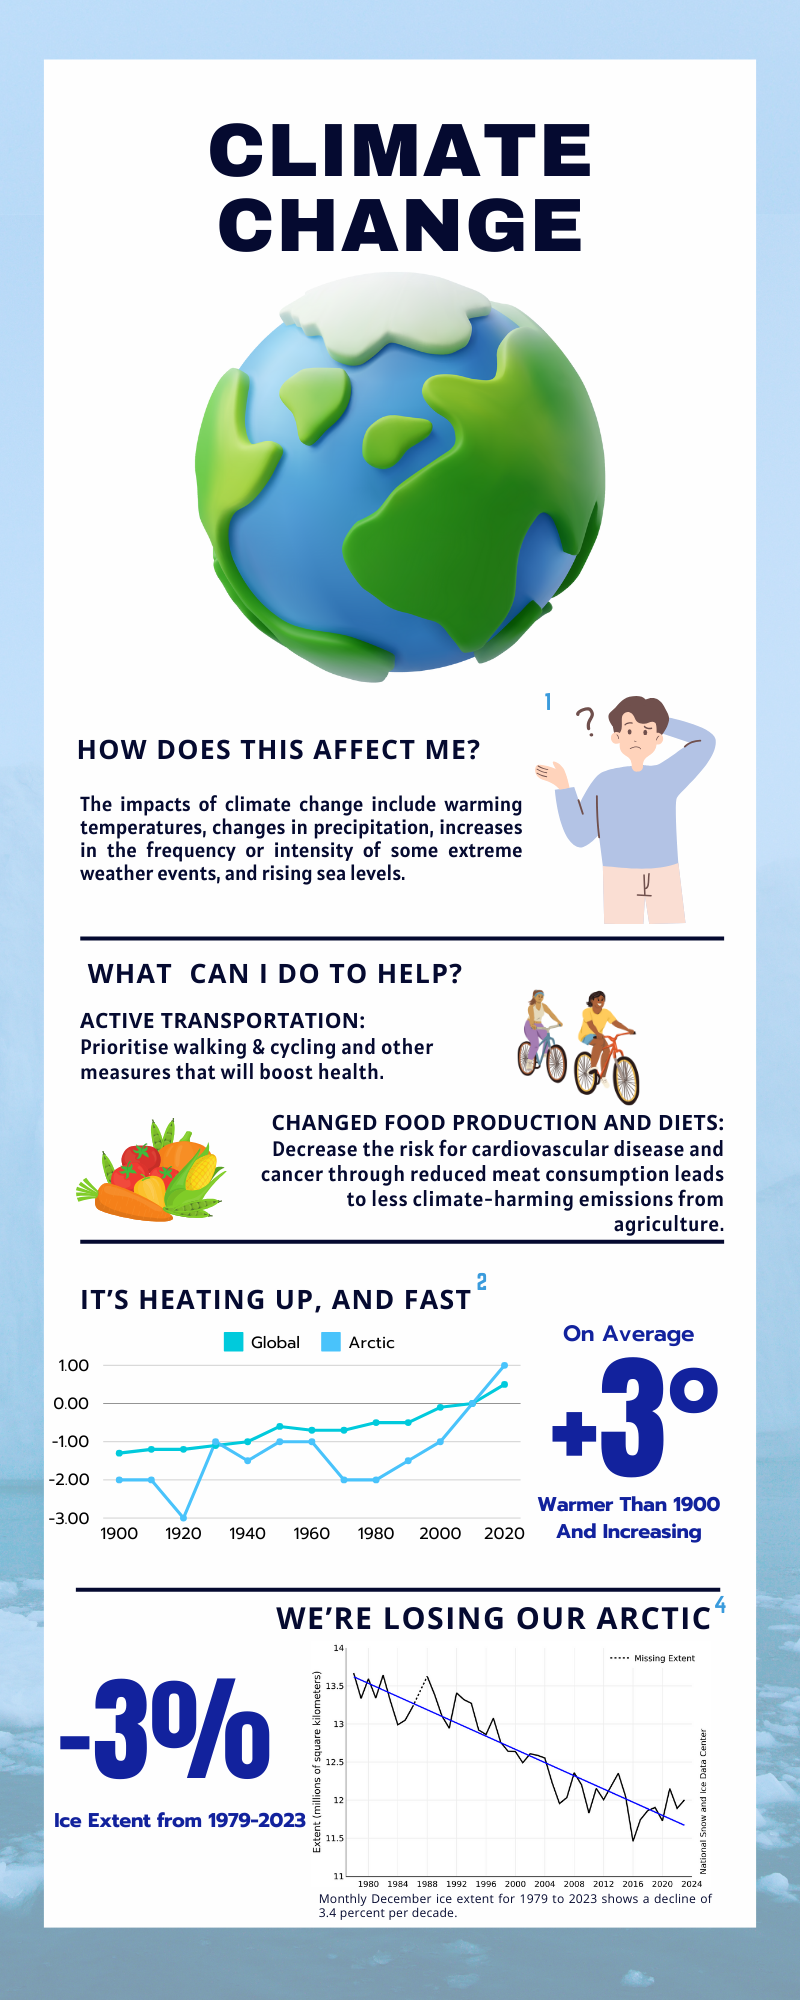 CLIMATE
CHANGE
1
?
HOW DOES THIS AFFECT ME?
The impacts of climate change include warming
temperatures, changes in precipitation, increases
in the frequency or intensity of some extreme
weather events, and rising sea levels.
WHAT CAN I DO TO HELP?
ACTIVE TRANSPORTATION:
Prioritise walking & cycling and other
measures that will boost health.
CHANGED FOOD PRODUCTION AND DIETS:
Decrease the risk for cardiovascular disease and
cancer through reduced meat consumption leads
to less climate-harming emissions from
agriculture.
IT'S HEATING UP, AND FAST 2
Global Arctic
1.00
0.00
-1.00
-2.00
-3.00
1900 1920 1940 1960 1980 2000 2020
On Average
+3°
Warmer Than 1900
And Increasing
WE'RE LOSING OUR ARCTIC 4
-3%
Ice Extent from 1979-2023
Missing Extent
Extent (millions of square kilometers)
14
13.5
13
12.5
12
11.5
11
1980 1984 1988 1992 1996 2000 2004 2008 2012 2016 2020 2024
National Snow and Ice Data Center
Monthly December ice extent for 1979 to 2023 shows a decline of
3.4 percent per decade.